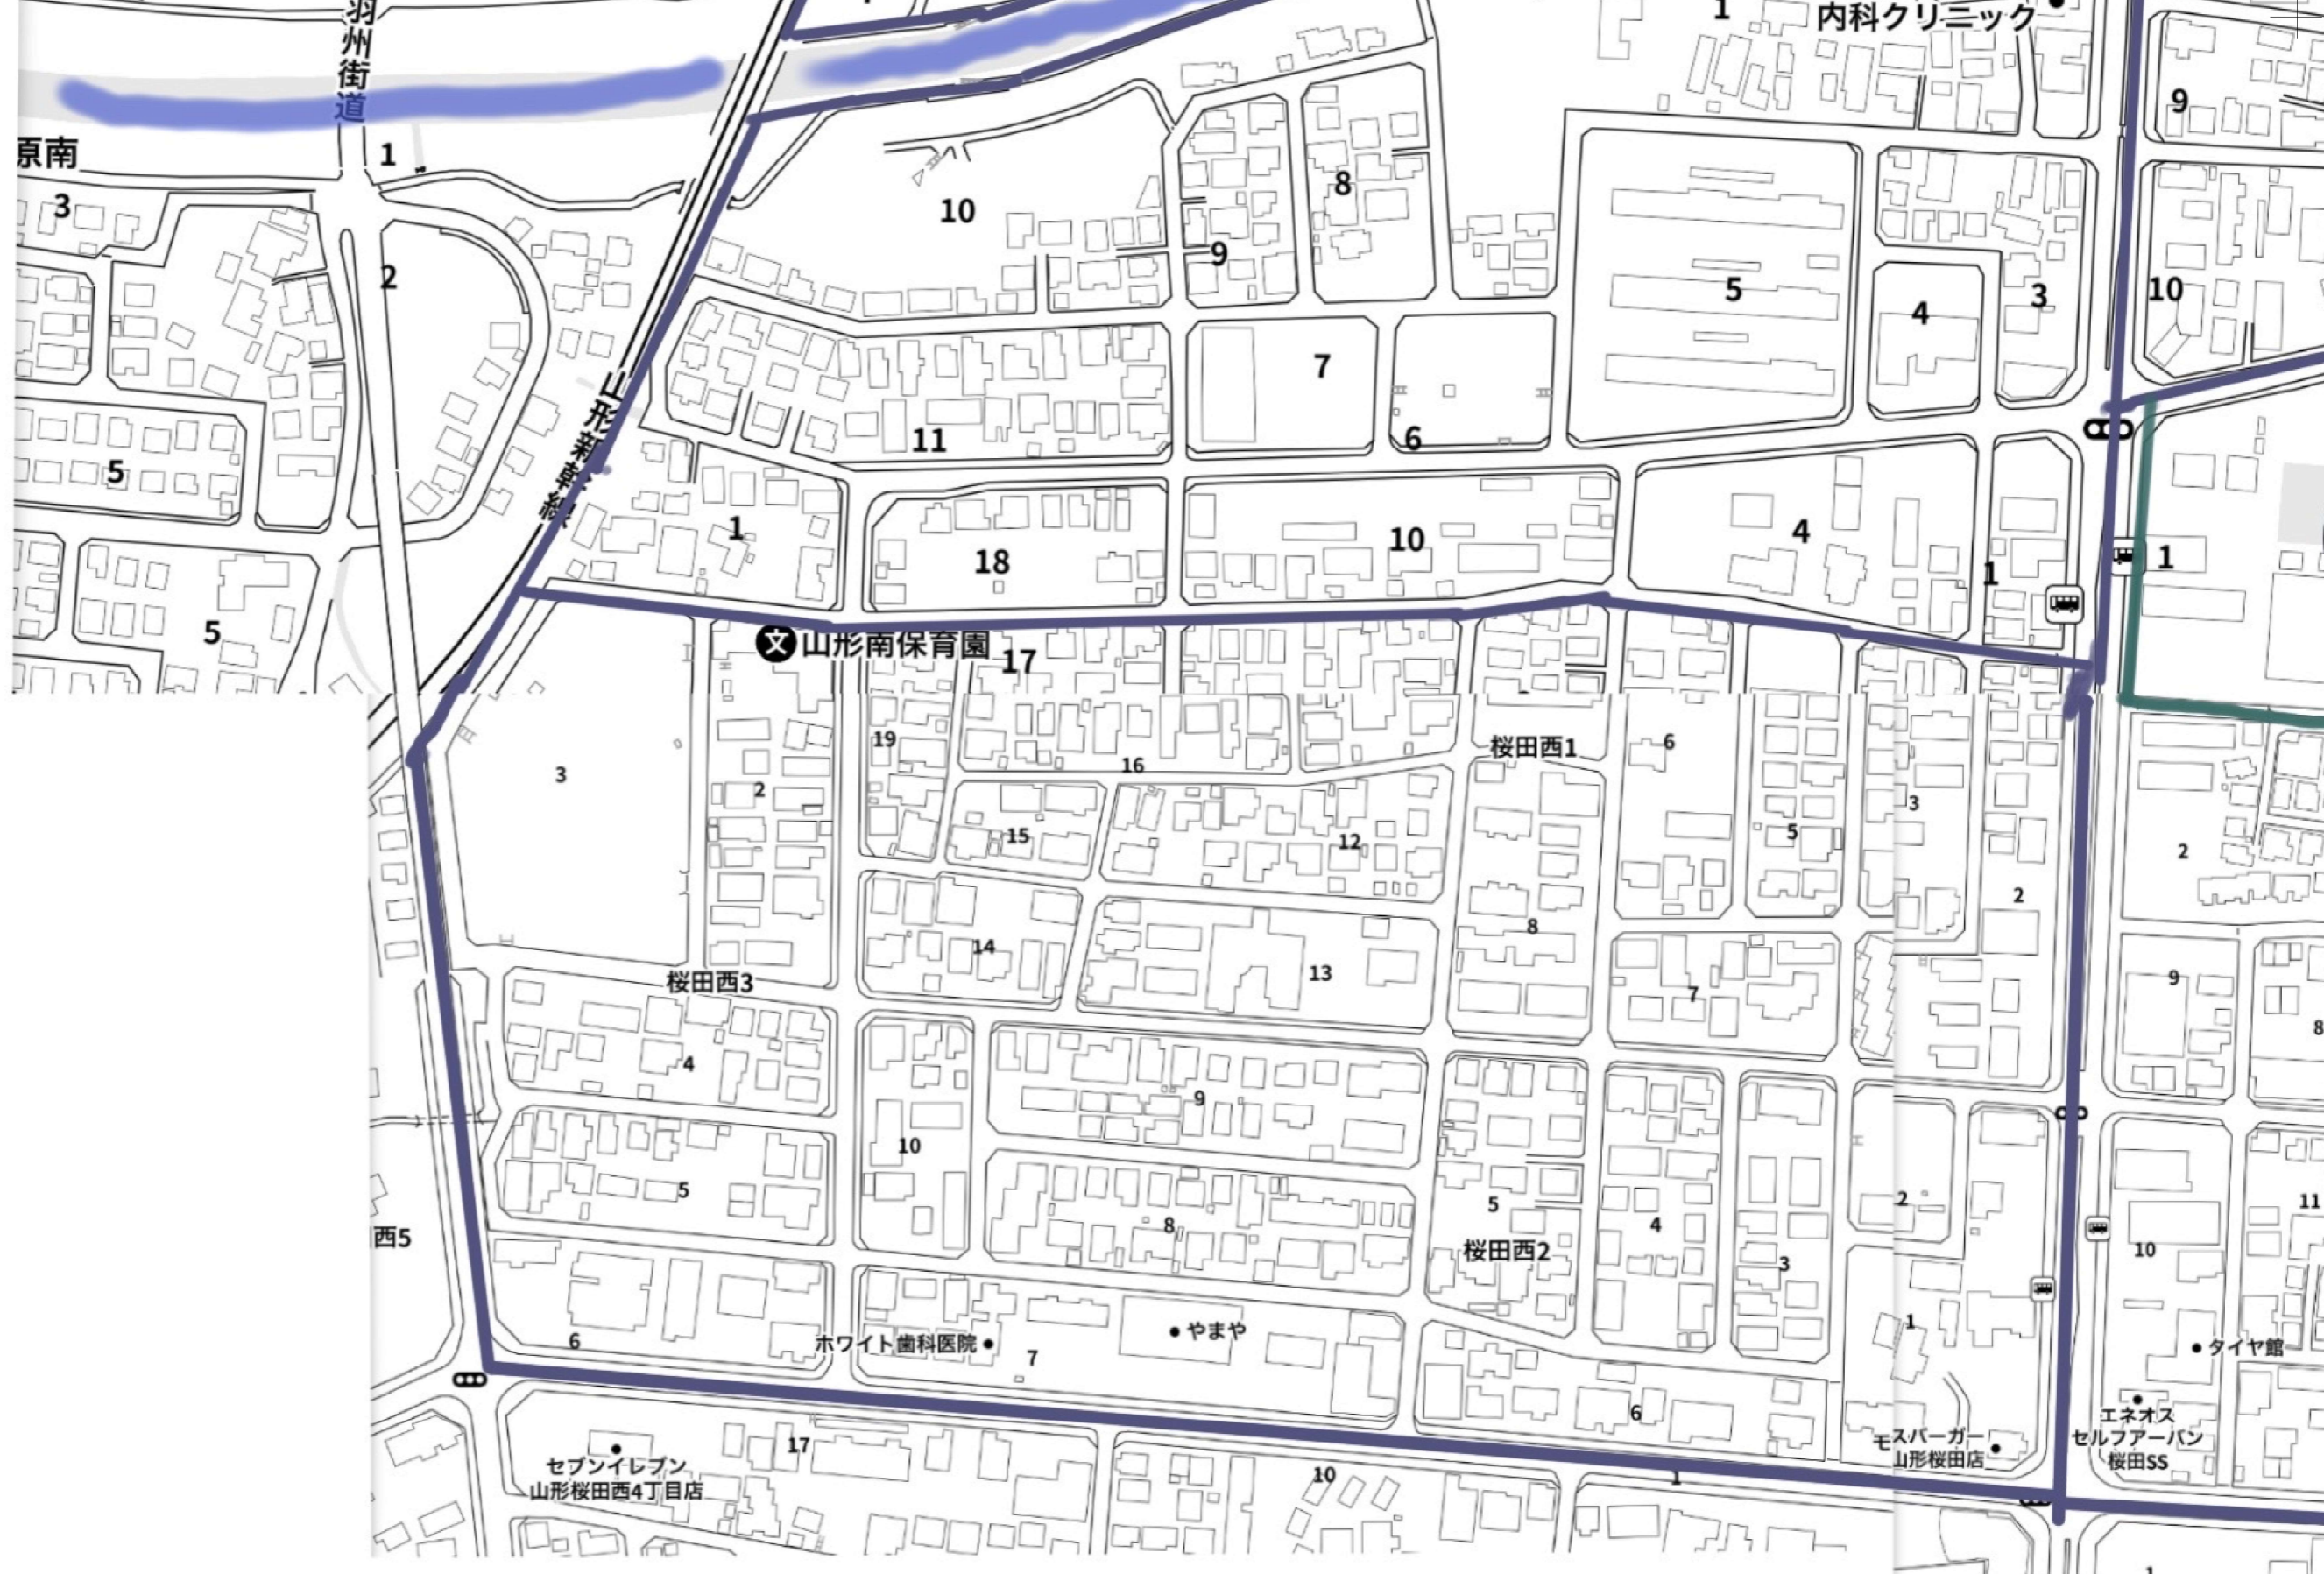 羽州街道
1
内科クリニック
9
原南
1
3
10
8
9
2
5
4
3
10
7
11
6
山形新幹線
5
1
18
10
4
1
1
5
文
山形南保育園
17
19
桜田西1
6
3
2
16
3
5
15
12
2
2
14
13
8
9
桜田西3
7
8
4
9
10
5
8
5
4
2
11
西5
桜田西2
3
10
6
ホワイト歯科医院
やまや
7
1
タイヤ館
6
エネオス
セルフアーバン
桜田SS
モスバーガー
山形桜田店
17
セブンイレブン
山形桜田西4丁目店
10
1